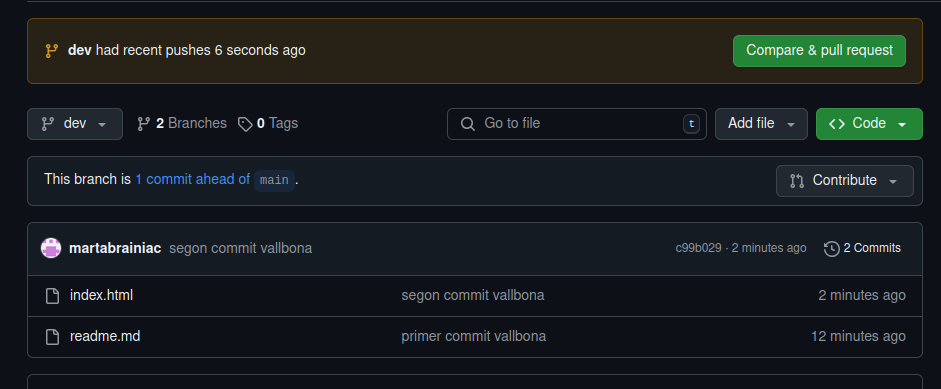 dev had recent pushes 6 seconds ago
Compare & pull request
dev
2 Branches
0 Tags
Go to file
t
Add file
Code
This branch is 1 commit ahead of main.
Contribute
martabrainiac segon commit vallbona
c99b029 · 2 minutes ago
2 Commits
index.html segon commit vallbona 2 minutes ago
readme.md primer commit vallbona 12 minutes ago